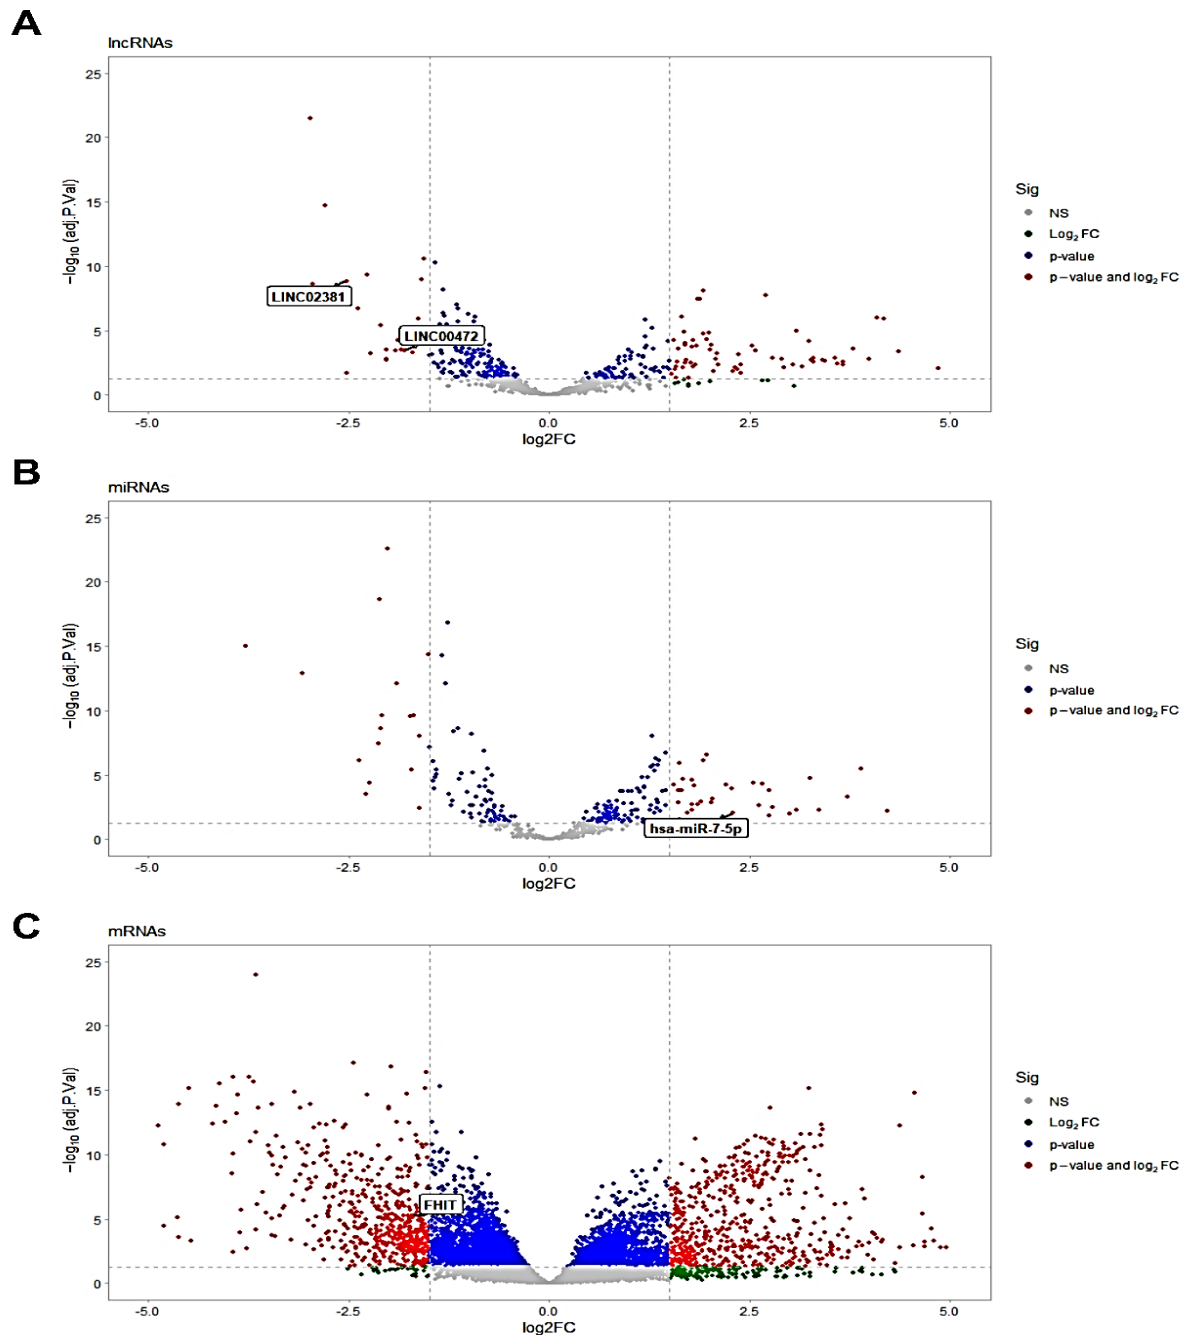 A
lncRNAs
25
20
15
10
5
0
−log10 (adj.P.Val)
LINC02381
LINC00472
-5.0 -2.5 0.0 2.5 5.0
log2FC
Sig
NS
Log2 FC
p-value
p−value and log2 FC
B
miRNAs
25
20
15
10
5
0
−log10 (adj.P.Val)
hsa-miR-7-5p
-5.0 -2.5 0.0 2.5 5.0
log2FC
Sig
NS
p-value
p−value and log2 FC
C
mRNAs
25
20
15
10
5
0
−log10 (adj.P.Val)
FHIT
-5.0 -2.5 0.0 2.5 5.0
log2FC
Sig
NS
Log2 FC
p-value
p−value and log2 FC